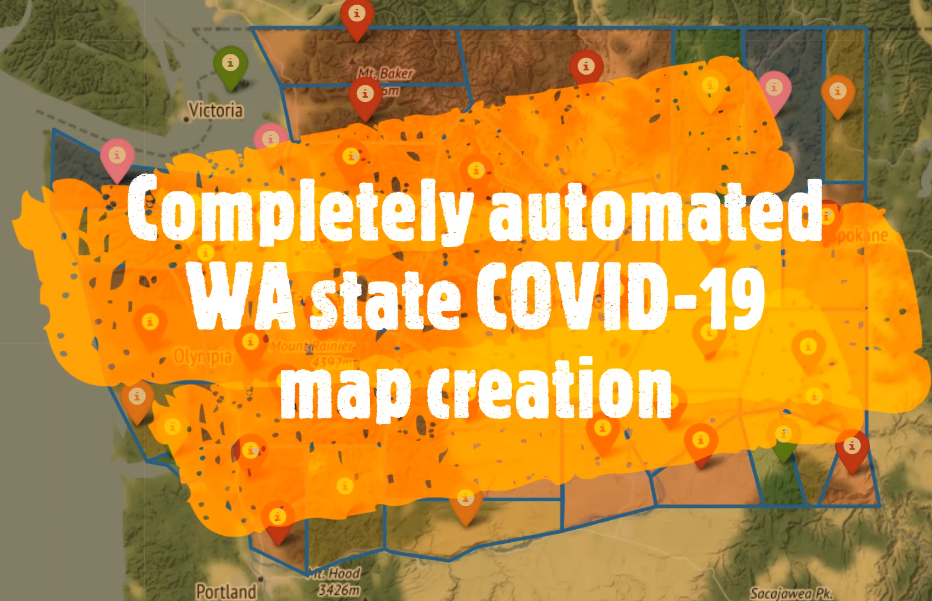 Mt. Baker
Victoria
Completely automated
Spokane
WA state COVID-19
Olympia
Mount Rainier
4392m
map creation
Mt. Hood
3426m
Portland
Sacajawea Pk.